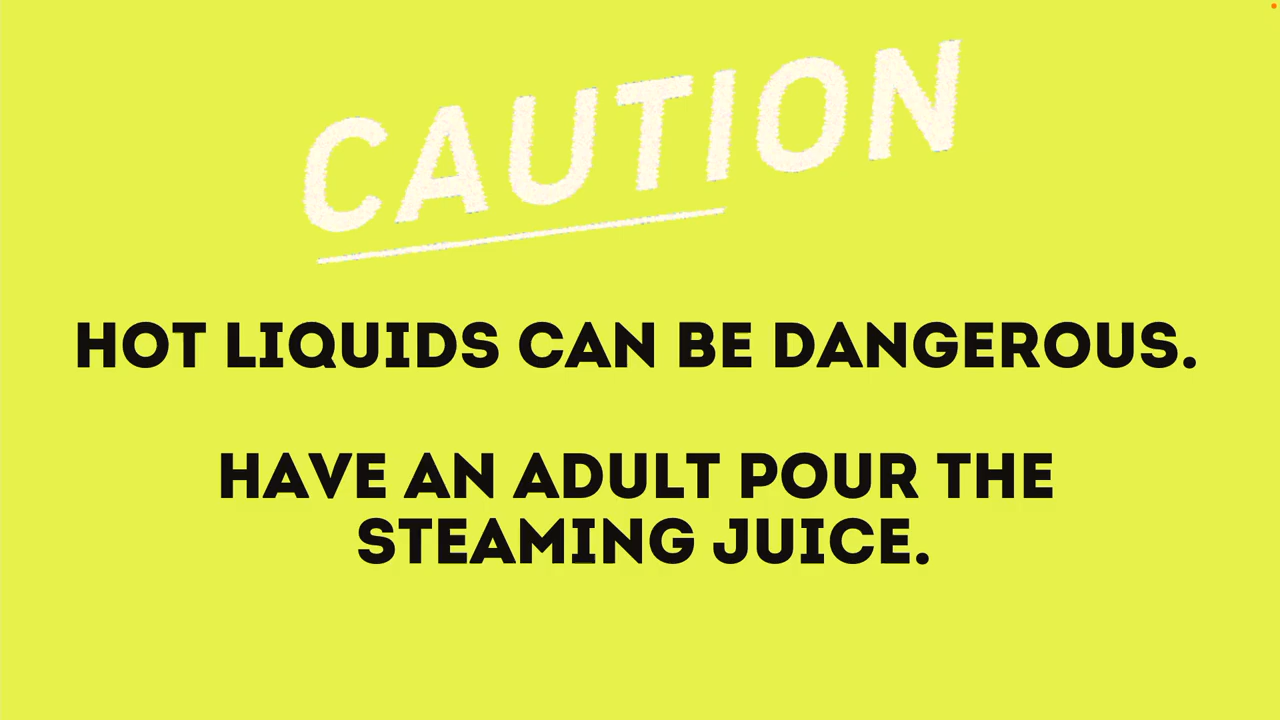 CAUTION
HOT LIQUIDS CAN BE DANGEROUS.
HAVE AN ADULT POUR THE
STEAMING JUICE.